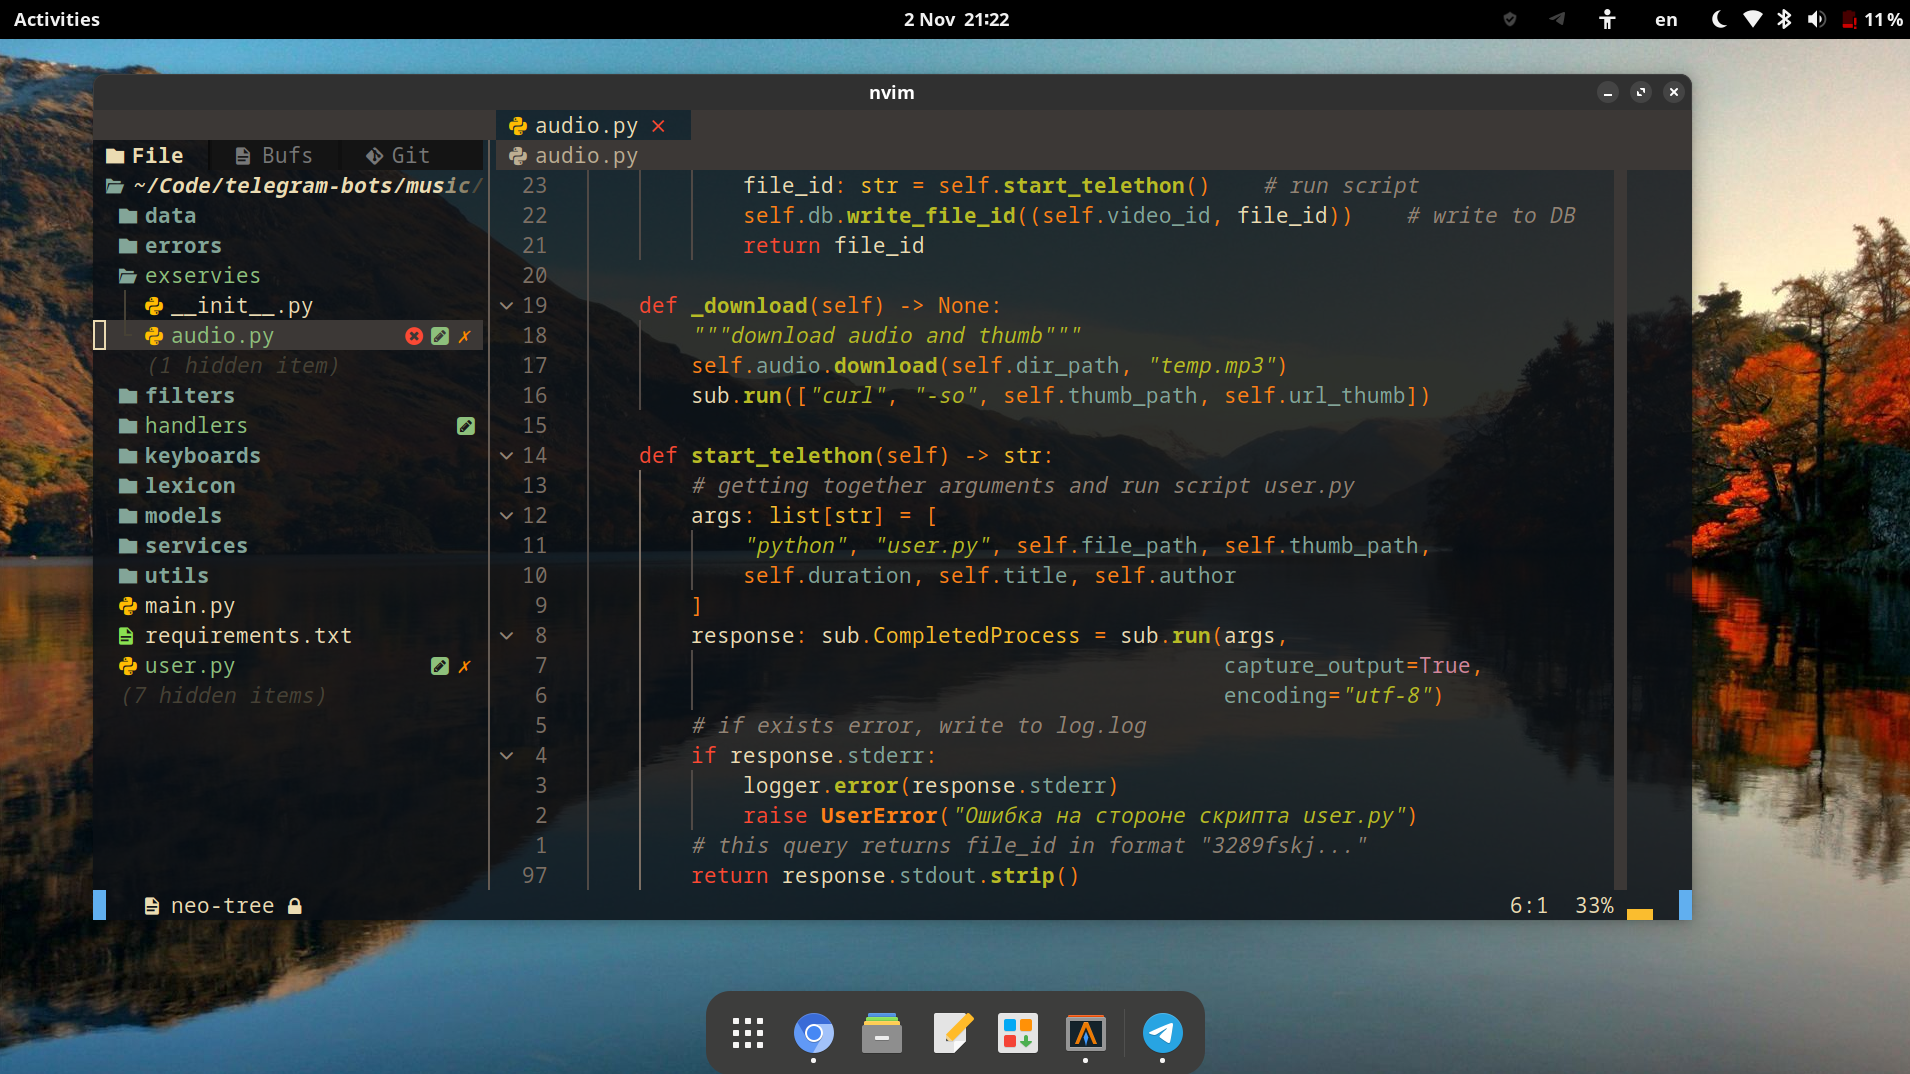 Activities
2 Nov 21:22
en
11 %
nvim
audio.py
File Bufs Git
audio.py
~/Code/telegram-bots/music/
data
errors
exservies
__init__.py
audio.py
(1 hidden item)
filters
handlers
keyboards
lexicon
models
services
utils
main.py
requirements.txt
user.py
(7 hidden items)
23 file_id: str = self.start_telethon() # run script
22 self.db.write_file_id((self.video_id, file_id)) # write to DB
21 return file_id
20
19 def _download(self) -> None:
18 """download audio and thumb"""
17 self.audio.download(self.dir_path, "temp.mp3")
16 sub.run(["curl", "-so", self.thumb_path, self.url_thumb])
15
14 def start_telethon(self) -> str:
13 # getting together arguments and run script user.py
12 args: list[str] = [
11 "python", "user.py", self.file_path, self.thumb_path,
10 self.duration, self.title, self.author
9 ]
8 response: sub.CompletedProcess = sub.run(args,
7 capture_output=True,
6 encoding="utf-8")
5 # if exists error, write to log.log
4 if response.stderr:
3 logger.error(response.stderr)
2 raise UserError("Ошибка на стороне скрипта user.py")
1 # this query returns file_id in format "3289fskj..."
97 return response.stdout.strip()
neo-tree
6:1 33%